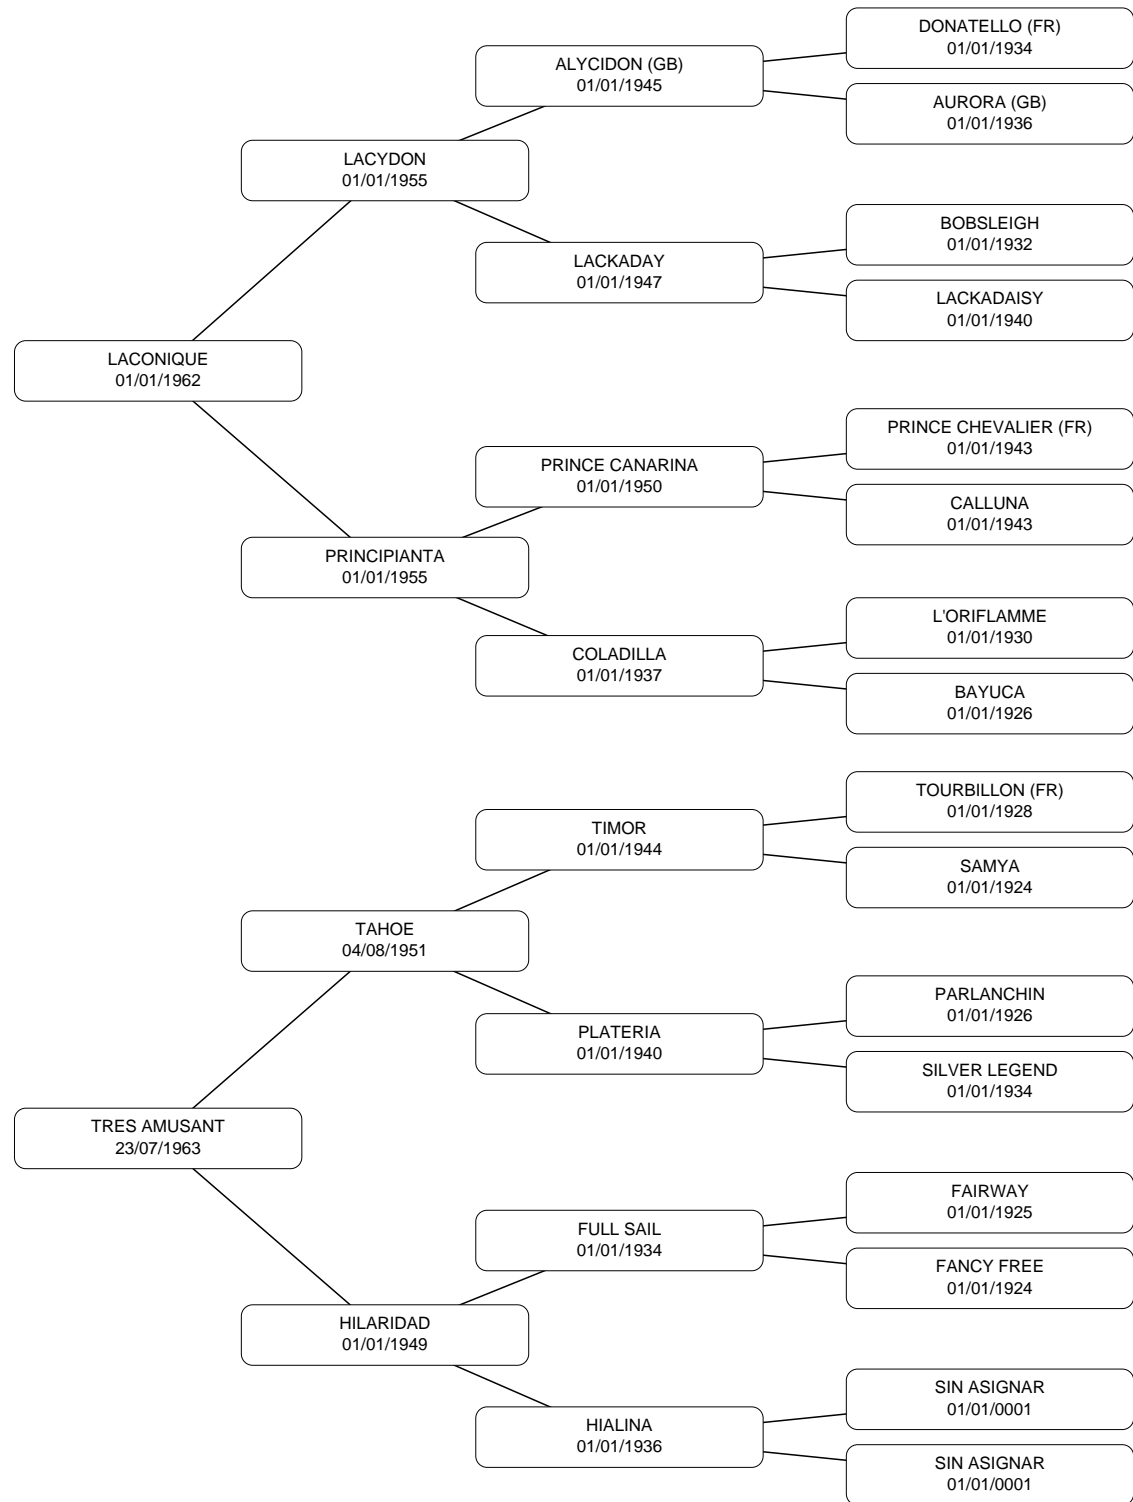 DONATELLO (FR)
01/01/1934
ALYCIDON (GB)
01/01/1945
AURORA (GB)
01/01/1936
LACYDON
01/01/1955
BOBSLEIGH
01/01/1932
LACKADAY
01/01/1947
LACKADAISY
01/01/1940
LACONIQUE
01/01/1962
PRINCE CHEVALIER (FR)
01/01/1943
PRINCE CANARINA
01/01/1950
CALLUNA
01/01/1943
PRINCIPIANTA
01/01/1955
L'ORIFLAMME
01/01/1930
COLADILLA
01/01/1937
BAYUCA
01/01/1926
TOURBILLON (FR)
01/01/1928
TIMOR
01/01/1944
SAMYA
01/01/1924
TAHOE
04/08/1951
PARLANCHIN
01/01/1926
PLATERIA
01/01/1940
SILVER LEGEND
01/01/1934
TRES AMUSANT
23/07/1963
FAIRWAY
01/01/1925
FULL SAIL
01/01/1934
FANCY FREE
01/01/1924
HILARIDAD
01/01/1949
SIN ASIGNAR
01/01/0001
HIALINA
01/01/1936
SIN ASIGNAR
01/01/0001